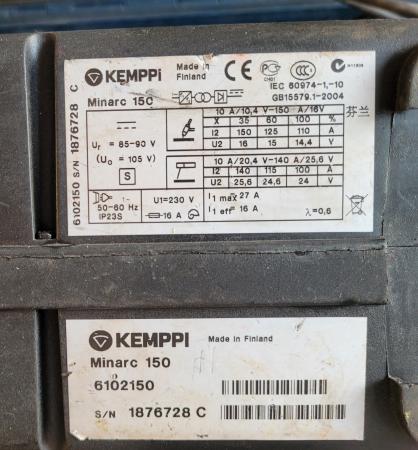 KEMPPI
Made in Finland
CE
CCC
IEC 60974-1,-10
GB15579.1-2004
Minarc 150
芬兰
6102150 S/N 1876728 C
10 A/10,4 V-150 A/16V
X 35 60 100 %
I2 150 125 110 A
U2 16 15 14,4 V
Ur = 85-90 V
(Uo = 105 V)
S
10 A/20,4 V-140 A/25,6 V
I2 140 115 100 A
U2 25,6 24,6 24 V
1~
50-60 Hz
IP23S
U1=230 V
16 A
I1 max = 27 A
I1 eff = 16 A
λ=0,6
KEMPPI Made in Finland
Minarc 150
6102150
S/N 1876728 C